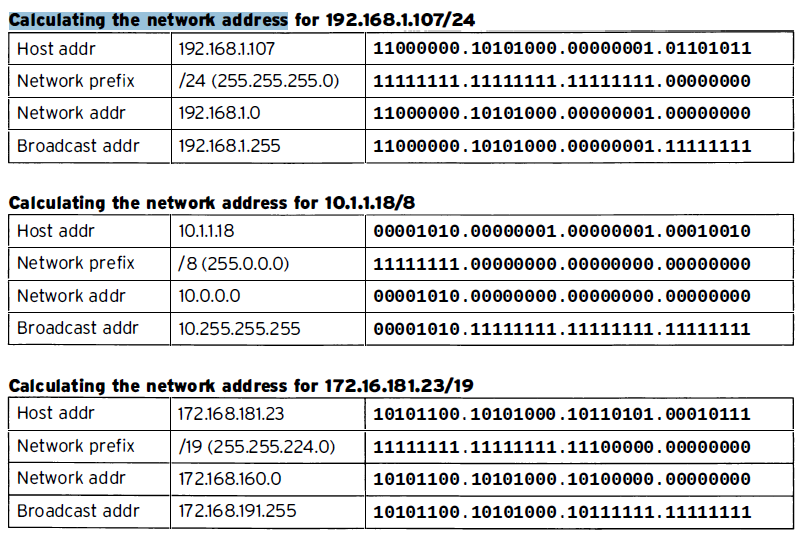 Calculating the network address for 192.168.1.107/24
Host addr 192.168.1.107 11000000.10101000.00000001.01101011
Network prefix /24 (255.255.255.0) 11111111.11111111.11111111.00000000
Network addr 192.168.1.0 11000000.10101000.00000001.00000000
Broadcast addr 192.168.1.255 11000000.10101000.00000001.11111111
Calculating the network address for 10.1.1.18/8
Host addr 10.1.1.18 00001010.00000001.00000001.00010010
Network prefix /8 (255.0.0.0) 11111111.00000000.00000000.00000000
Network addr 10.0.0.0 00001010.00000000.00000000.00000000
Broadcast addr 10.255.255.255 00001010.11111111.11111111.11111111
Calculating the network address for 172.16.181.23/19
Host addr 172.168.181.23 10101100.10101000.10110101.00010111
Network prefix /19 (255.255.224.0) 11111111.11111111.11100000.00000000
Network addr 172.168.160.0 10101100.10101000.10100000.00000000
Broadcast addr 172.168.191.255 10101100.10101000.10111111.11111111